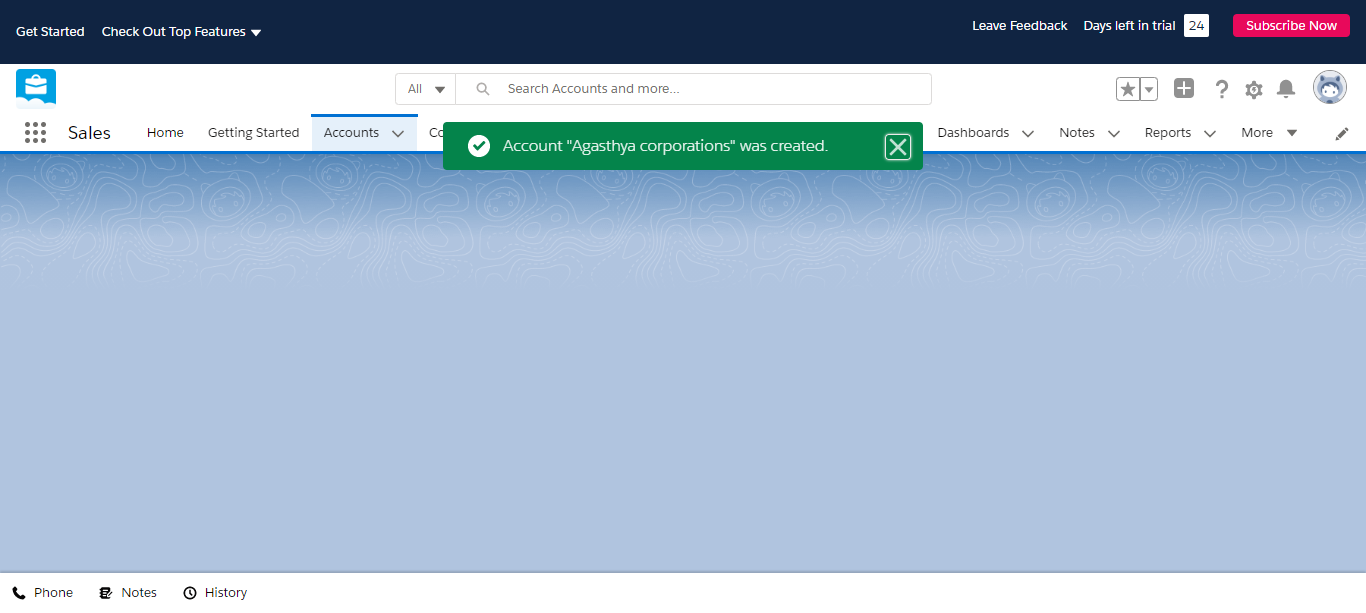 Get Started Check Out Top Features Leave Feedback Days left in trial 24 Subscribe Now
All Search Accounts and more...
Sales Home Getting Started Accounts Co Dashboards Notes Reports More
Account "Agasthya corporations" was created.
Phone Notes History